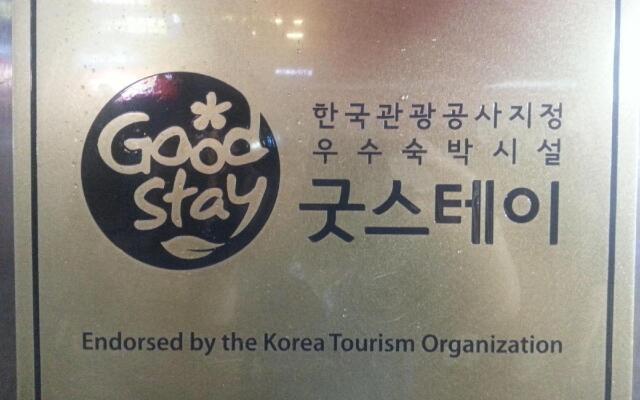 Good
Stay
한국관광공사지정
우수숙박시설
굿스테이
Endorsed by the Korea Tourism Organization